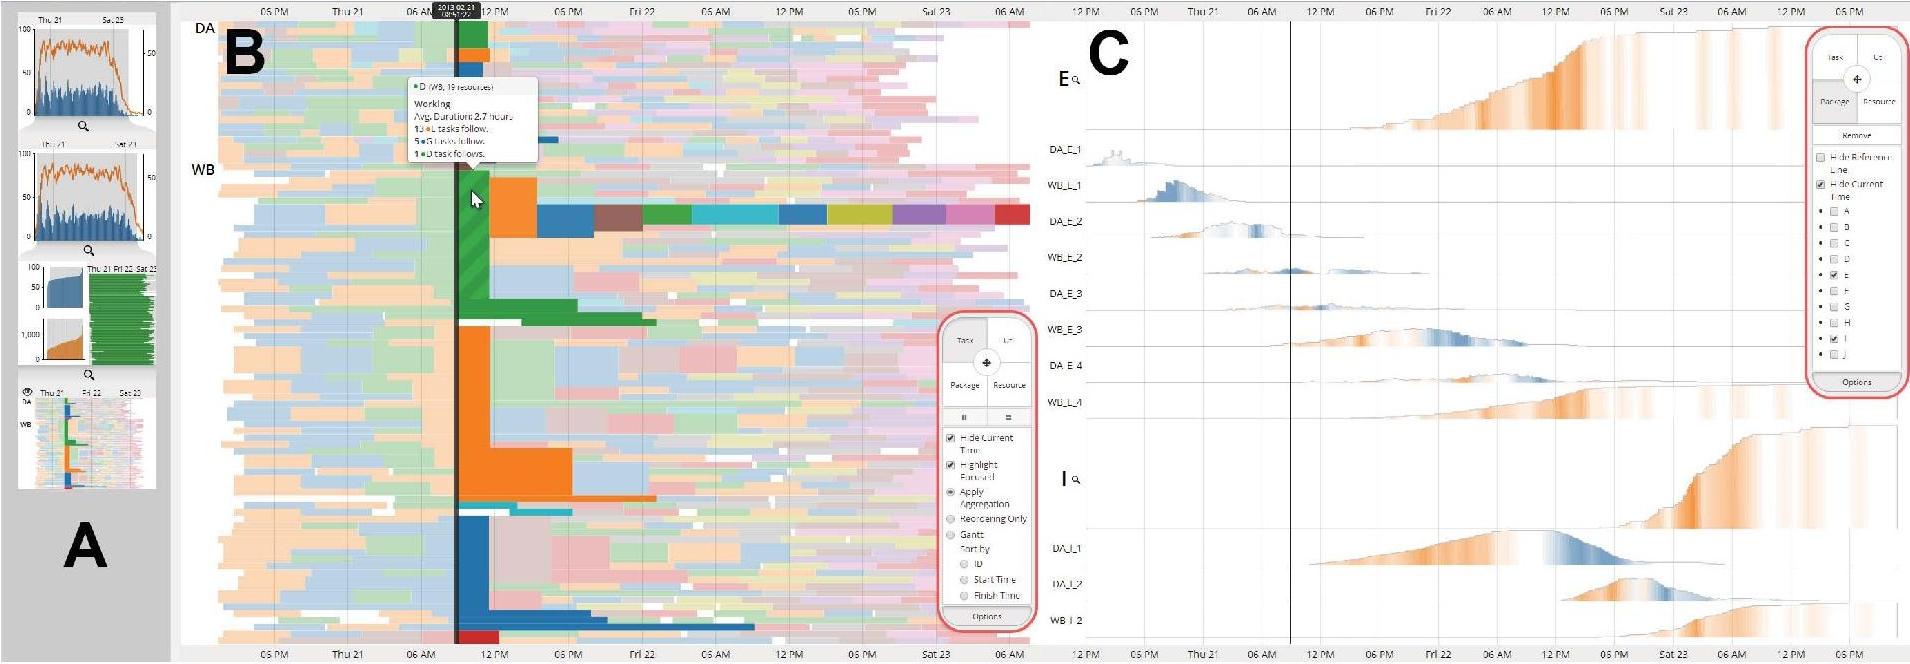 Thu 21 Sat 23
100
50
50
0
0
Thu 21 Sat 23
100
50
50
0
0
100
50
0
Thu 21 Fri 22 Sat 23
1,000
0
Thu 21 Fri 22 Sat 23
DA
WB
A
06 PM Thu 21 06 AM 12 PM 06 PM Fri 22 06 AM 12 PM 06 PM Sat 23 06 AM
2013-02-21
08:51:22
DA
B
D (WB, 19 resources)
Working
Avg. Duration: 2.7 hours
13 L tasks follow.
5 G tasks follow.
1 D task follows.
WB
Task Ut
Package Resource
Hide Current
Time
Highlight
Focused
Apply
Aggregation
Reordering Only
Gantt
Sort by
ID
Start Time
Finish Time
Options
06 PM Thu 21 06 AM 12 PM 06 PM Fri 22 06 AM 12 PM 06 PM Sat 23 06 AM
12 PM 06 PM Thu 21 06 AM 12 PM 06 PM Fri 22 06 AM 12 PM 06 PM Sat 23 06 AM 12 PM 06 PM
C
E
DA_E_1
WB_E_1
DA_E_2
WB_E_2
DA_E_3
WB_E_3
DA_E_4
WB_E_4
I
DA_I_1
DA_I_2
WB_I_2
Task Ut
Package Resource
Remove
Hide Reference
Line
Hide Current
Time
A
B
C
D
E
F
G
H
I
J
Options
12 PM 06 PM Thu 21 06 AM 12 PM 06 PM Fri 22 06 AM 12 PM 06 PM Sat 23 06 AM 12 PM 06 PM